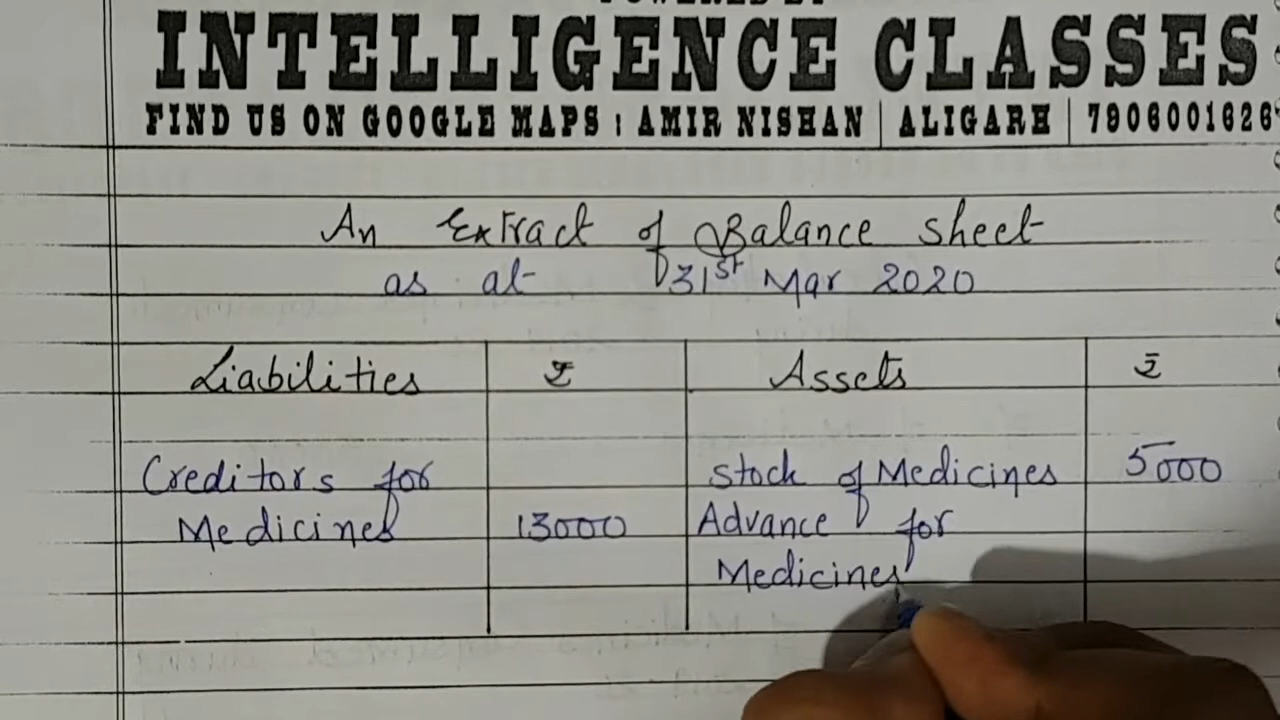 INTELLIGENCE CLASSES
FIND US ON GOOGLE MAPS : AMIR NISHAN | ALIGARH | 7906001626
An Extract of Balance Sheet
as at 31st Mar 2020
Liabilities ₹ Assets ₹
Creditors for Stock of Medicines 5000
Medicines 13000 Advance for
Medicines